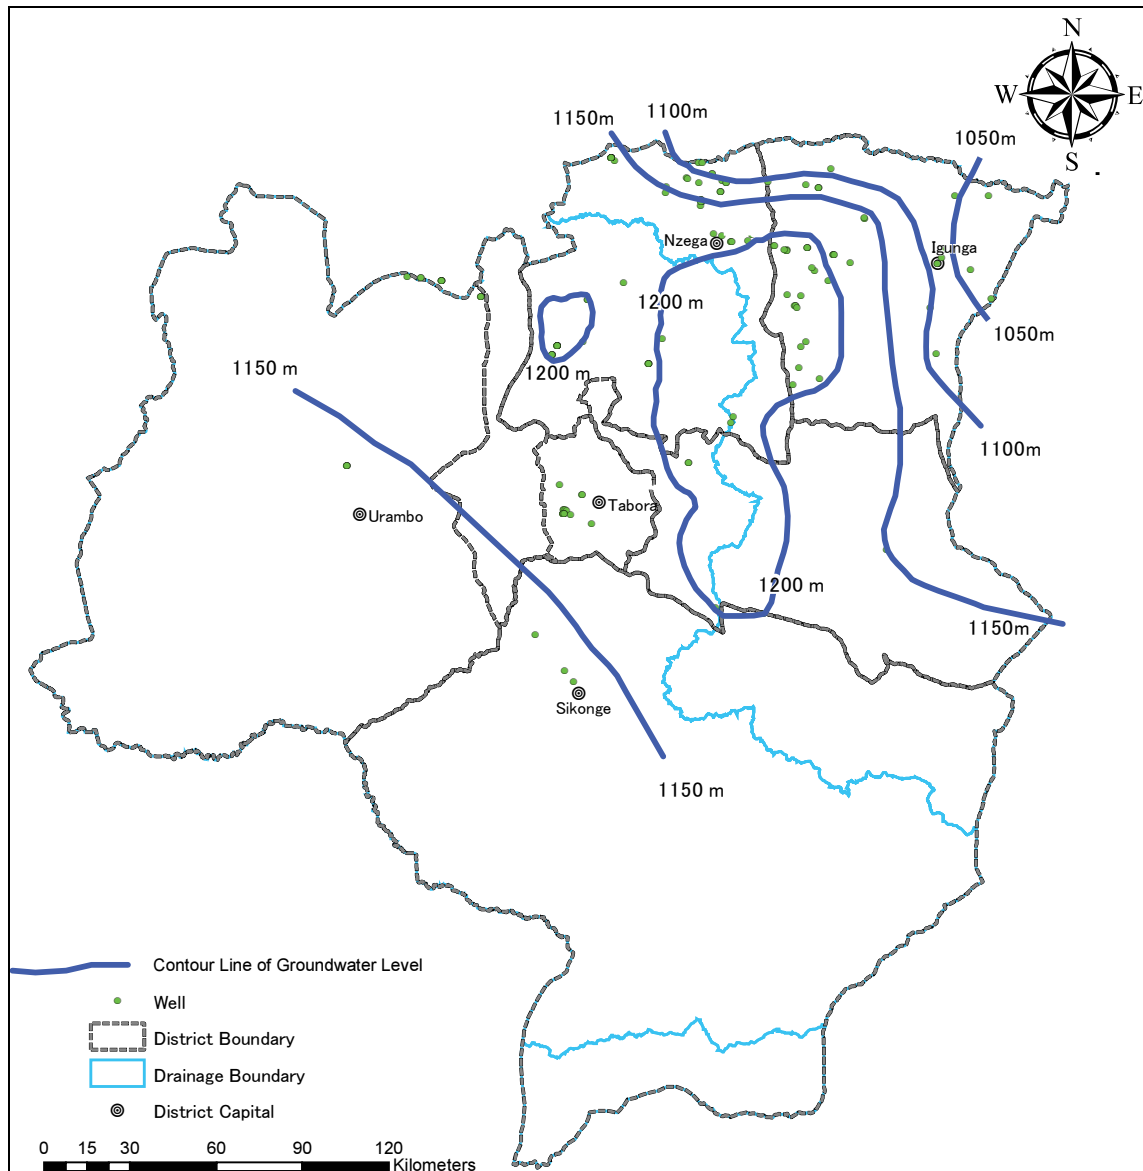 N
W
E
S
1150m
1100m
1050m
Nzega
Igunga
1200 m
1050m
1150 m
1200 m
1100m
Urambo
Tabora
1200 m
1150m
Sikonge
1150 m
Contour Line of Groundwater Level
Well
District Boundary
Drainage Boundary
District Capital
0 15 30 60 90 120
Kilometers